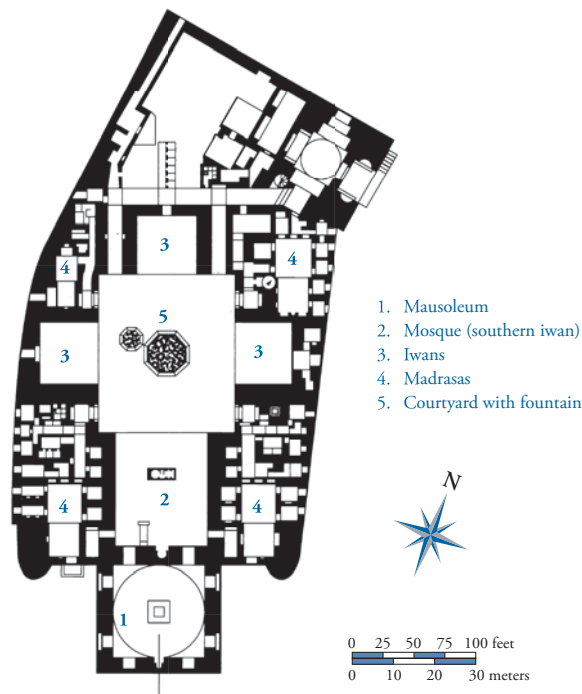 3
4
4
5
3
3
2
4
4
1
1. Mausoleum
2. Mosque (southern iwan)
3. Iwans
4. Madrasas
5. Courtyard with fountain
N
0 25 50 75 100 feet
0 10 20 30 meters